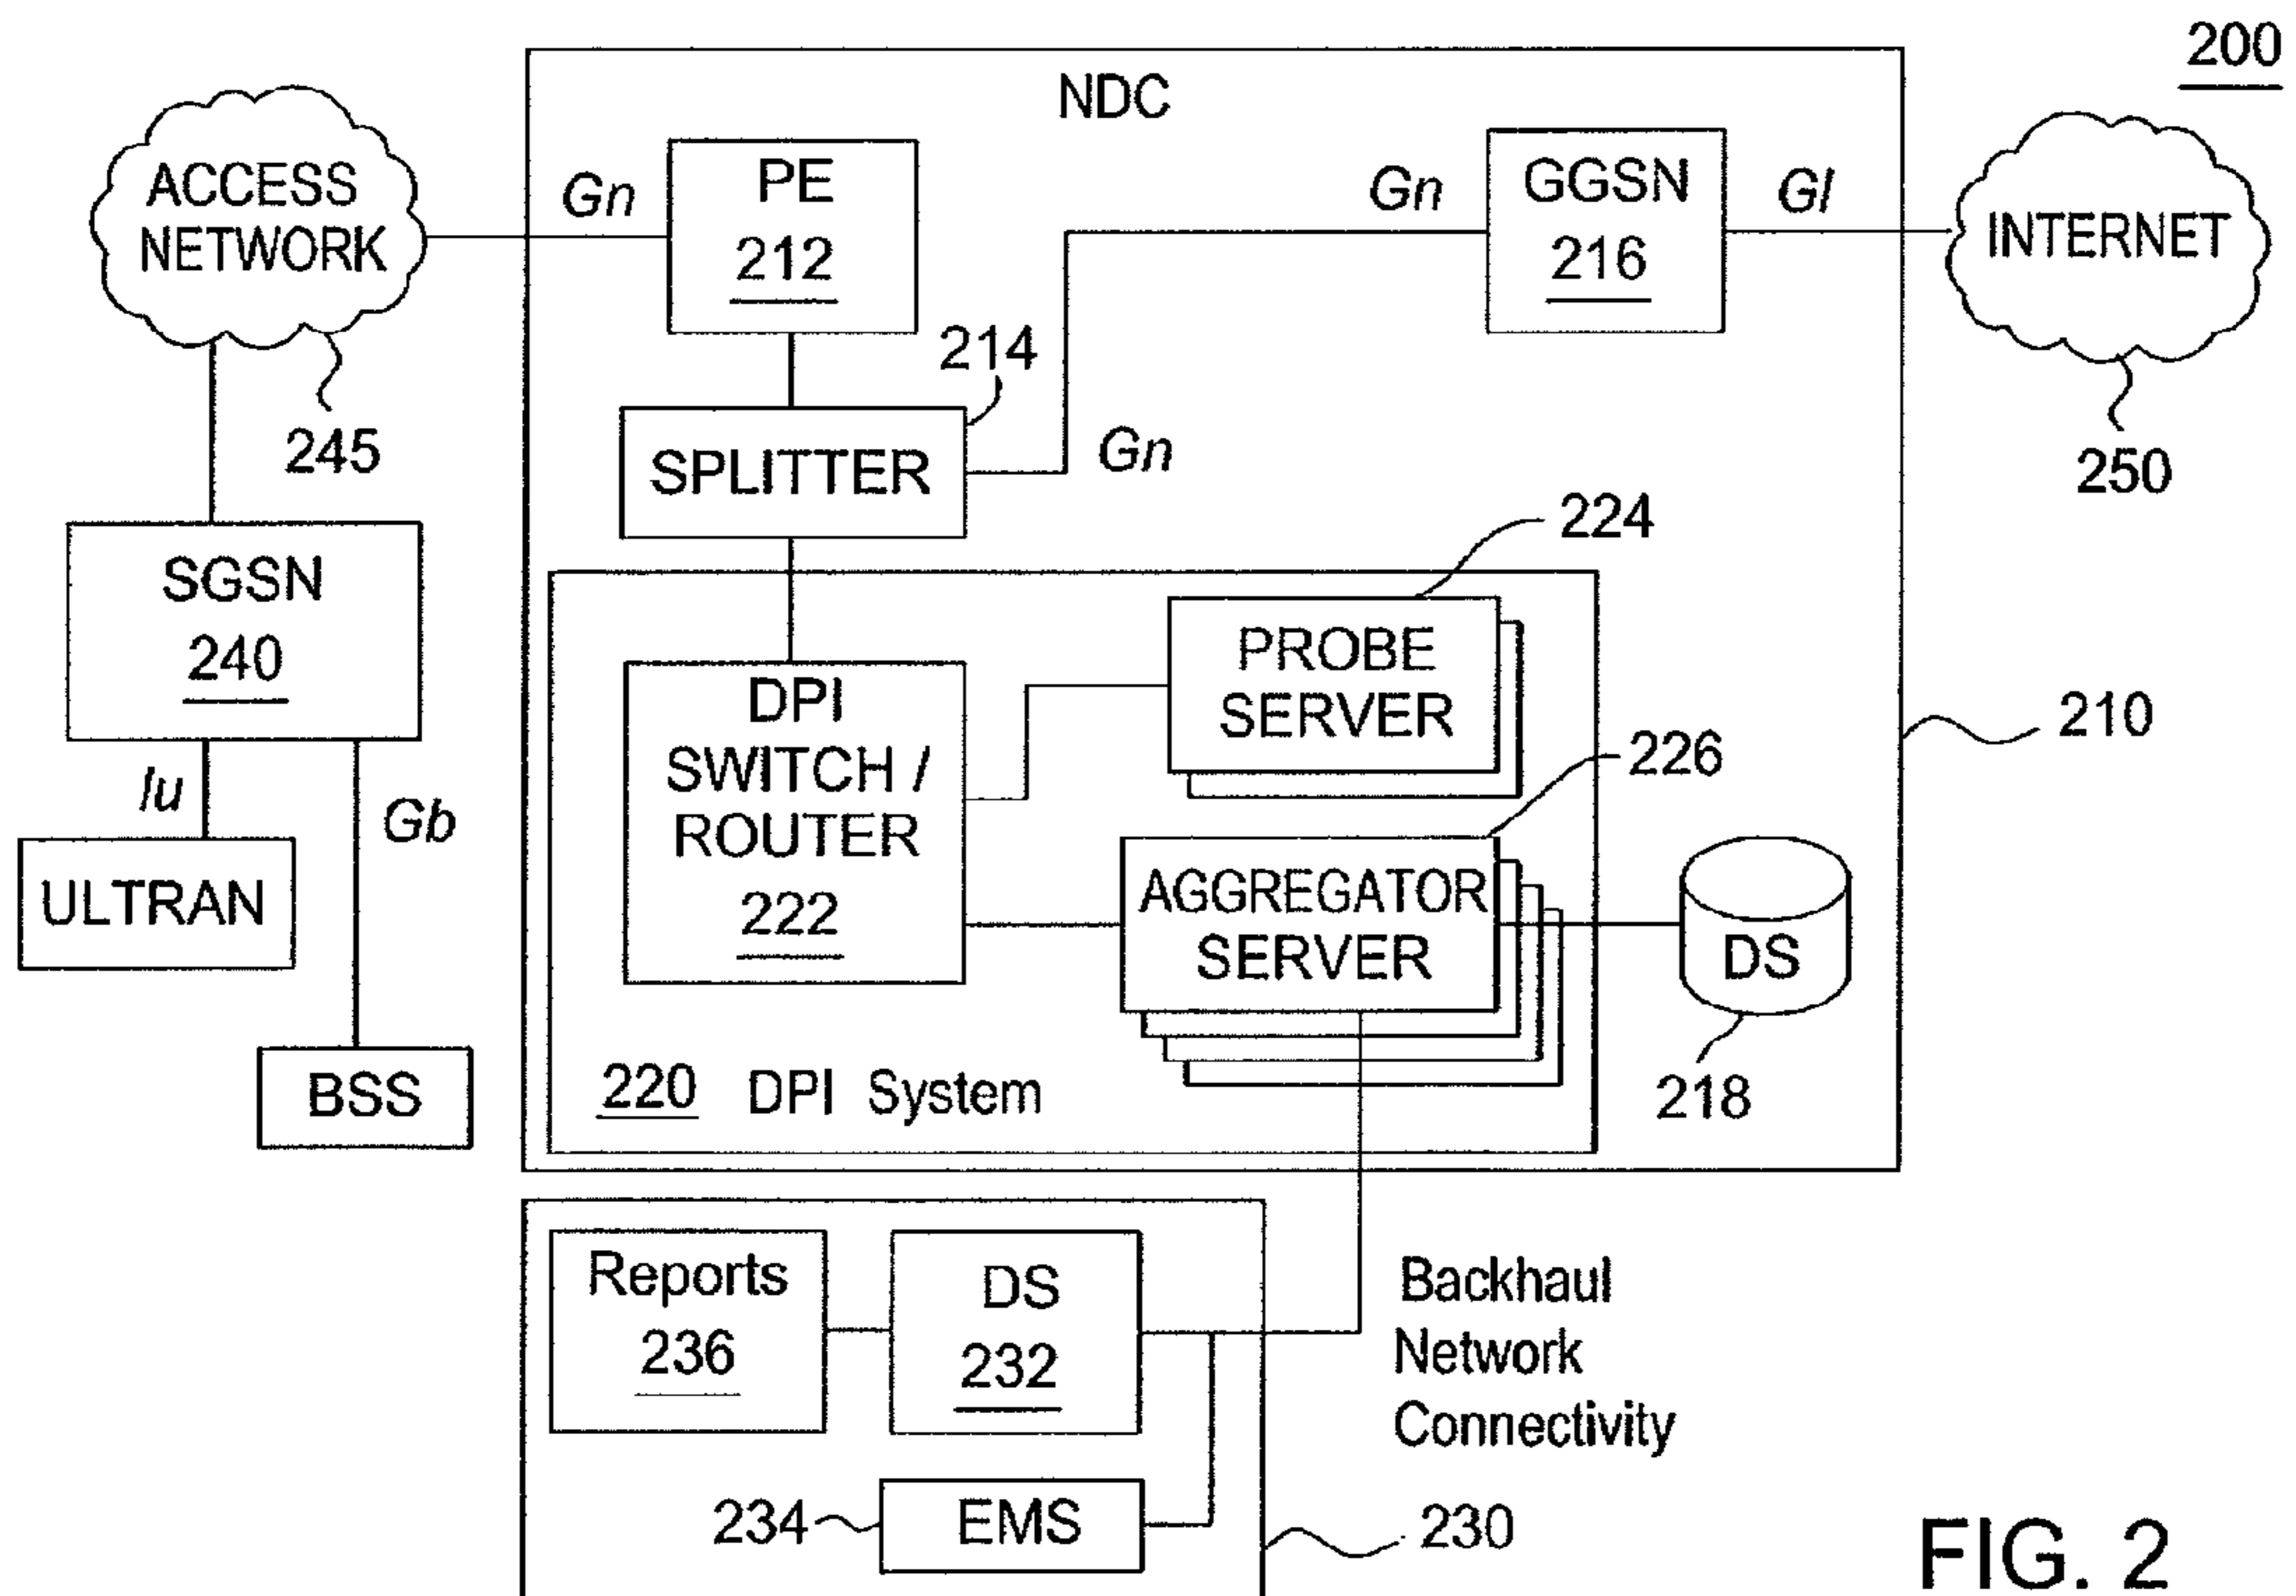 200
NDC
ACCESS
NETWORK
245
Gn
PE
212
214
Gn
GGSN
216
Gl
INTERNET
250
SPLITTER
Gn
SGSN
240
Iu
Gb
ULTRAN
BSS
224
PROBE
SERVER
DPI
SWITCH /
ROUTER
222
226
AGGREGATOR
SERVER
210
DS
218
220 DPI System
Reports
236
DS
232
Backhaul
Network
Connectivity
234
EMS
230
FIG. 2